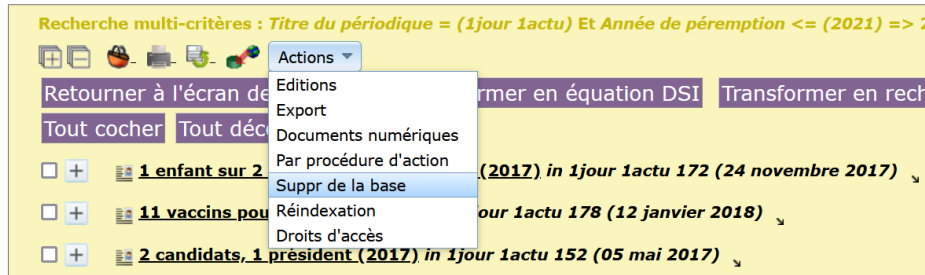 Recherche multi-critères : Titre du périodique = (1jour 1actu) Et Année de péremption <= (2021) =>
Actions
Retourner à l'écran de rmer en équation DSI Transformer en rech
Editions
Export
Tout cocher Tout déc
Documents numériques
Par procédure d'action
1 enfant sur 2 (2017) in 1jour 1actu 172 (24 novembre 2017)
Suppr de la base
11 vaccins pou our 1actu 178 (12 janvier 2018)
Réindexation
Droits d'accès
2 candidats, 1 président (2017) in 1jour 1actu 152 (05 mai 2017)